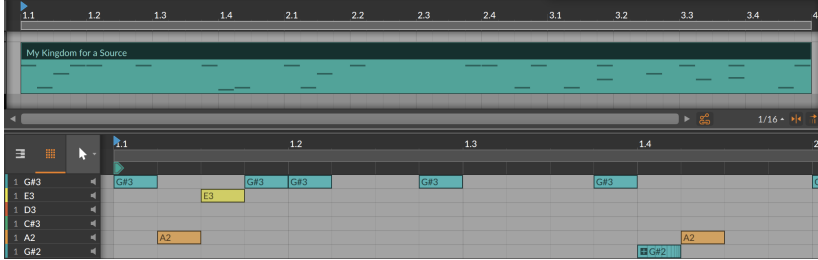 1.1 1.2 1.3 1.4 2.1 2.2 2.3 2.4 3.1 3.2 3.3 3.4 4
My Kingdom for a Source
1/16
1.1 1.2 1.3 1.4 2
1 G#3 G#3 G#3 G#3 G#3 G#3 G
1 E3 E3
1 D3
1 C#3
1 A2 A2 A2
1 G#2 G#2